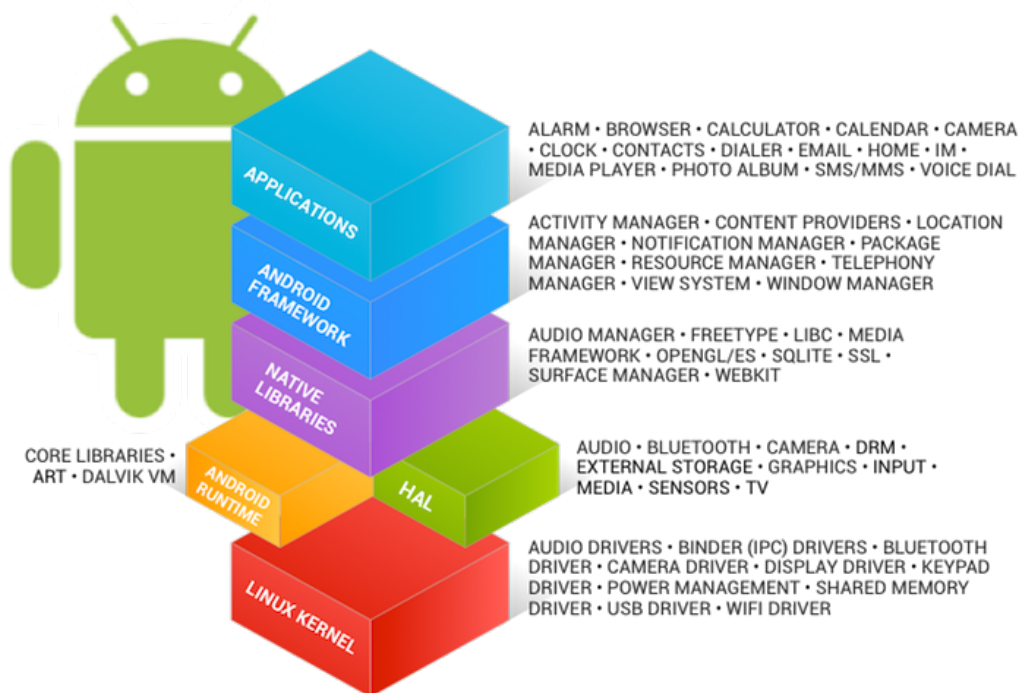 ALARM • BROWSER • CALCULATOR • CALENDAR • CAMERA
• CLOCK • CONTACTS • DIALER • EMAIL • HOME • IM •
MEDIA PLAYER • PHOTO ALBUM • SMS/MMS • VOICE DIAL
APPLICATIONS
ACTIVITY MANAGER • CONTENT PROVIDERS • LOCATION
MANAGER • NOTIFICATION MANAGER • PACKAGE
MANAGER • RESOURCE MANAGER • TELEPHONY
MANAGER • VIEW SYSTEM • WINDOW MANAGER
ANDROID
FRAMEWORK
AUDIO MANAGER • FREETYPE • LIBC • MEDIA
FRAMEWORK • OPENGL/ES • SQLITE • SSL •
SURFACE MANAGER • WEBKIT
NATIVE
LIBRARIES
CORE LIBRARIES •
ART • DALVIK VM
ANDROID
RUNTIME
HAL
AUDIO • BLUETOOTH • CAMERA • DRM •
EXTERNAL STORAGE • GRAPHICS • INPUT •
MEDIA • SENSORS • TV
LINUX KERNEL
AUDIO DRIVERS • BINDER (IPC) DRIVERS • BLUETOOTH
DRIVER • CAMERA DRIVER • DISPLAY DRIVER • KEYPAD
DRIVER • POWER MANAGEMENT • SHARED MEMORY
DRIVER • USB DRIVER • WIFI DRIVER